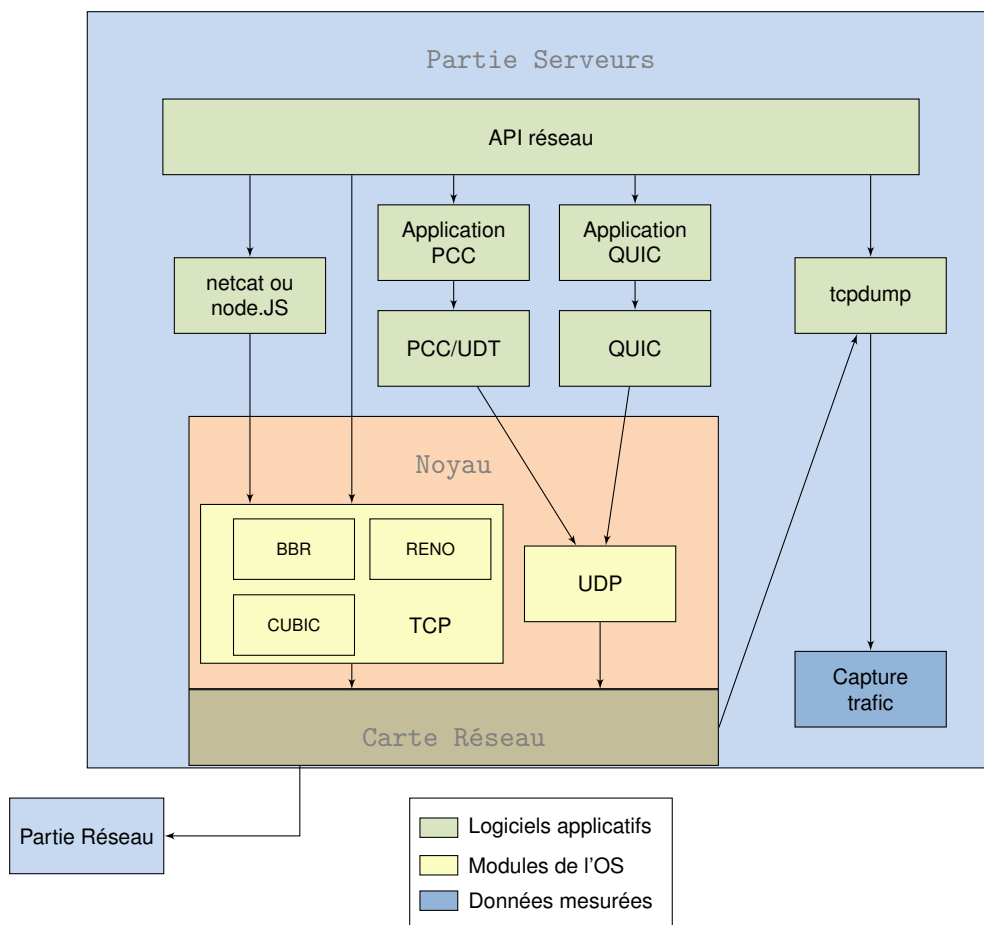 Partie Serveurs
API réseau
Application
PCC
Application
QUIC
netcat ou
node.JS
tcpdump
PCC/UDT
QUIC
Noyau
BBR
RENO
CUBIC
TCP
UDP
Capture
trafic
Carte Réseau
Partie Réseau
Logiciels applicatifs
Modules de l'OS
Données mesurées